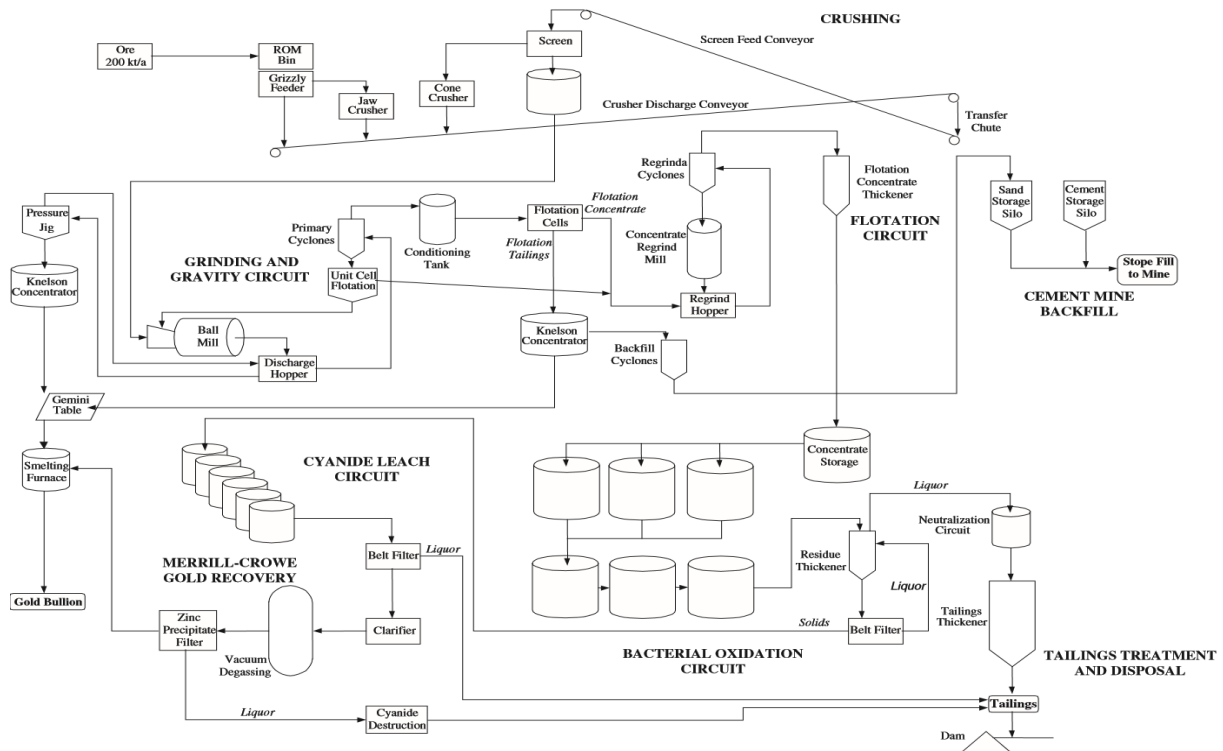 CRUSHING
Screen Feed Conveyor
Screen
Ore
200 kt/a
ROM
Bin
Grizzly
Feeder
Jaw
Crusher
Cone
Crusher
Crusher Discharge Conveyor
Transfer
Chute
Regrinda
Cyclones
Flotation
Concentrate
Thickener
Sand
Storage
Silo
Cement
Storage
Silo
Pressure
Jig
Primary
Cyclones
Conditioning
Tank
Flotation
Cells
Flotation
Concentrate
Flotation
Tailings
Concentrate
Regrind
Mill
FLOTATION
CIRCUIT
Stope Fill
to Mine
GRINDING AND
GRAVITY CIRCUIT
Unit Cell
Flotation
Knelson
Concentrator
Regrind
Hopper
CEMENT MINE
BACKFILL
Ball
Mill
Discharge
Hopper
Knelson
Concentrator
Backfill
Cyclones
Gemini
Table
Smelting
Furnace
CYANIDE LEACH
CIRCUIT
Concentrate
Storage
Liquor
Neutralization
Circuit
MERRILL-CROWE
GOLD RECOVERY
Belt Filter
Liquor
Residue
Thickener
Liquor
Gold Bullion
Zinc
Precipitate
Filter
Clarifier
Vacuum
Degassing
Solids
Belt Filter
Tailings
Thickener
BACTERIAL OXIDATION
CIRCUIT
TAILINGS TREATMENT
AND DISPOSAL
Liquor
Cyanide
Destruction
Tailings
Dam